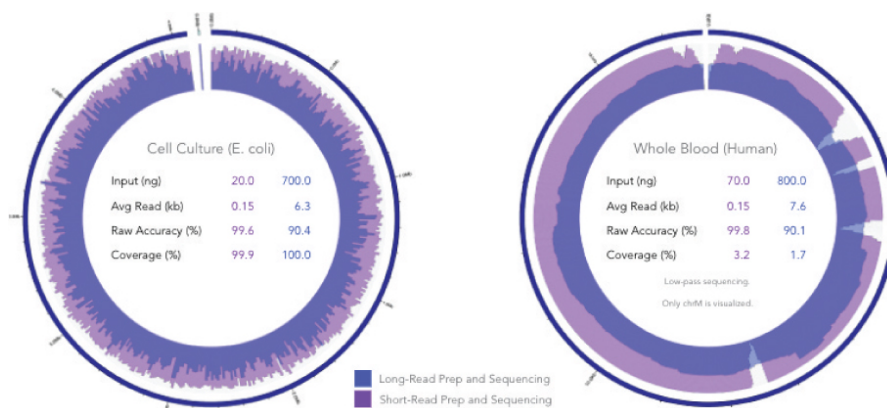 Cell Culture (E. coli)
Input (ng) 20.0 700.0
Avg Read (kb) 0.15 6.3
Raw Accuracy (%) 99.6 90.4
Coverage (%) 99.9 100.0
Whole Blood (Human)
Input (ng) 70.0 800.0
Avg Read (kb) 0.15 7.6
Raw Accuracy (%) 99.8 90.1
Coverage (%) 3.2 1.7
Low-pass sequencing.
Only chrM is visualized.
Long-Read Prep and Sequencing
Short-Read Prep and Sequencing